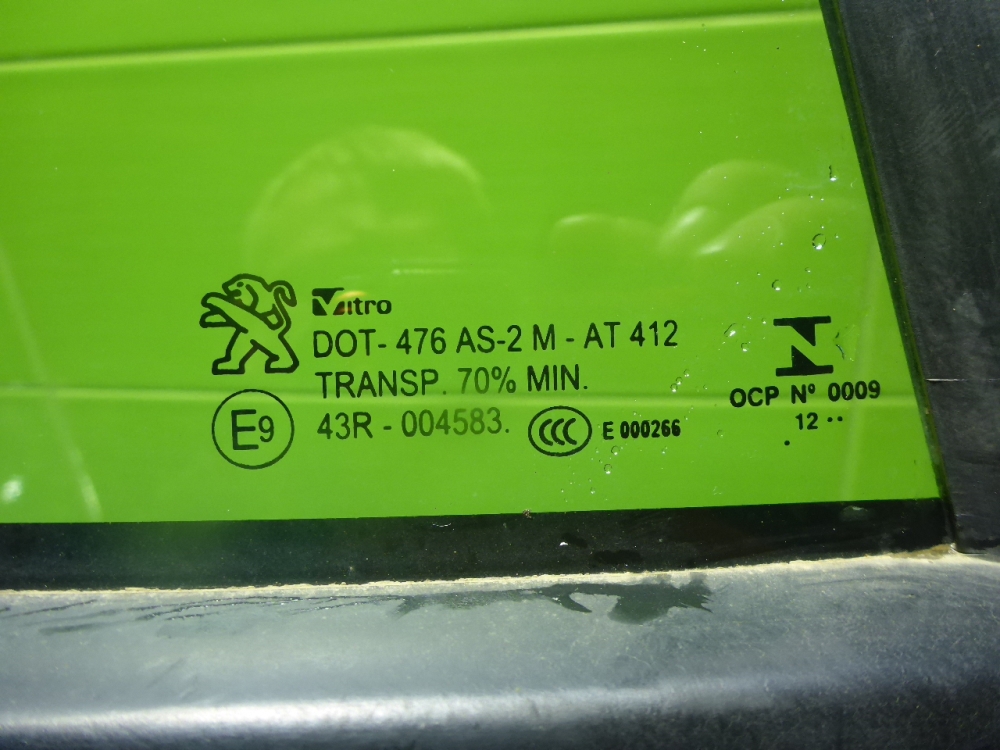 Vitro
DOT- 476 AS-2 M - AT 412
TRANSP. 70% MIN.
E9 43R - 004583. CCC E 000266
OCP Nº 0009
. 12 ..